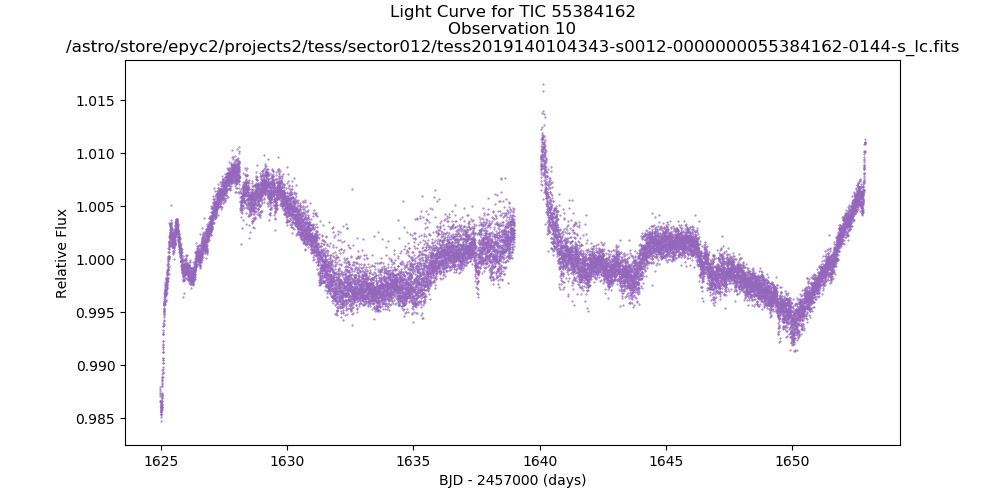 Light Curve for TIC 55384162
Observation 10
/astro/store/epyc2/projects2/tess/sector012/tess2019140104343-s0012-0000000055384162-0144-s_lc.fits
1.015
1.010
1.005
1.000
0.995
0.990
0.985
Relative Flux
1625
1630
1635
1640
1645
1650
BJD - 2457000 (days)